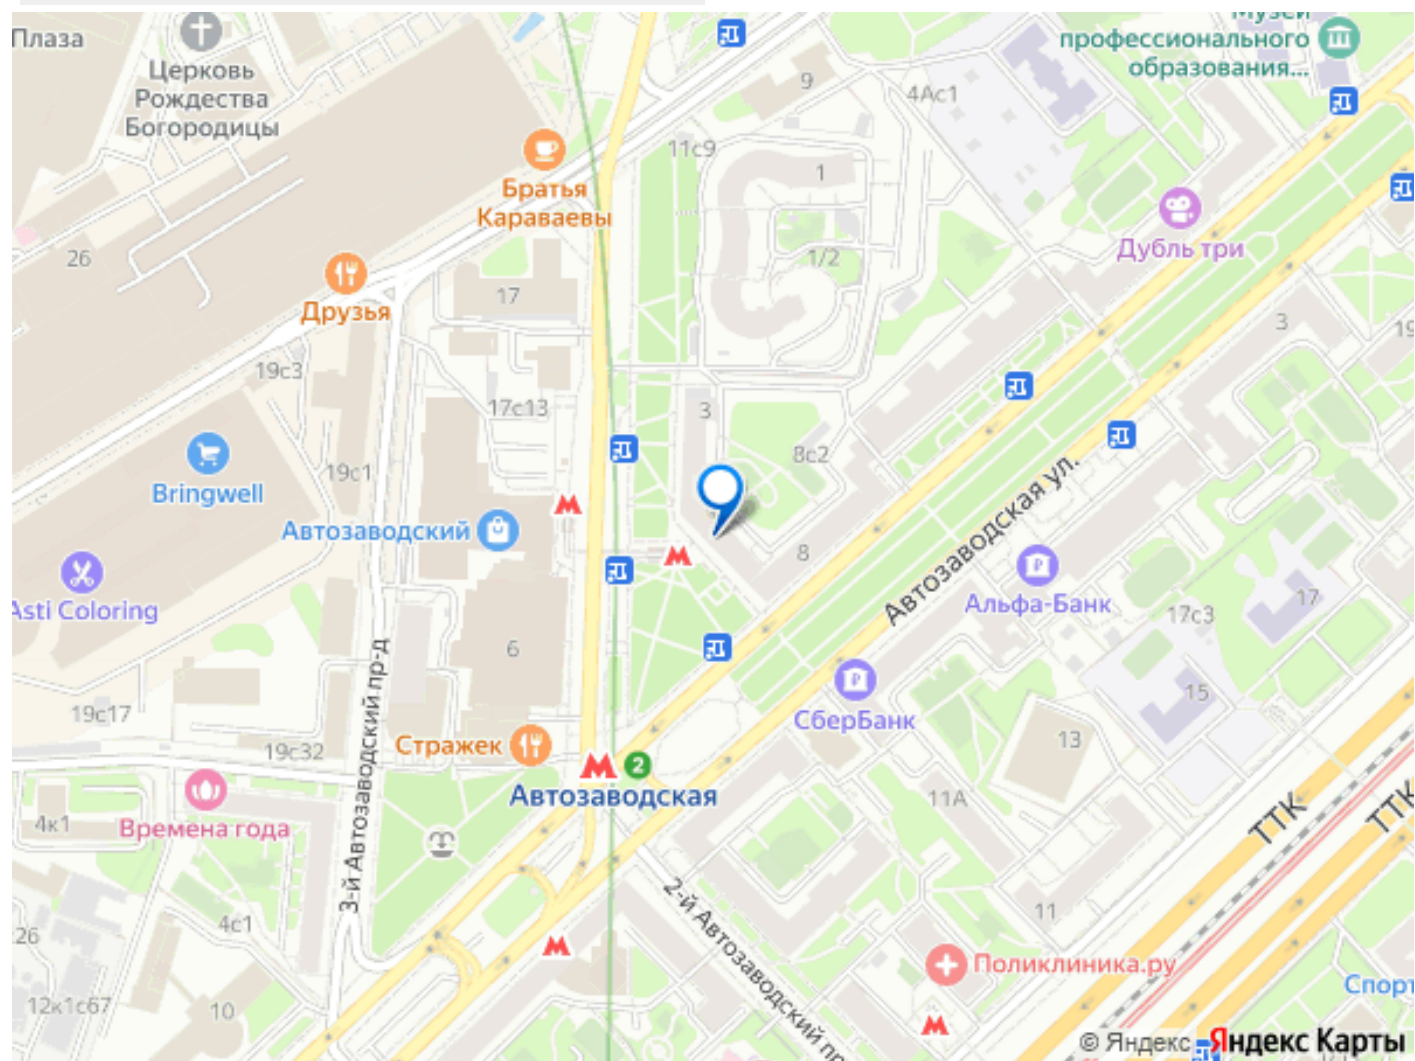 Плаза
Церковь
Рождества
Богородицы
Музей
профессионального
образования...
9
4Ас1
11с9
Братья
Караваевы
1
Дубль три
26
1/2
Друзья
17
3
19с3
17с13
3
8с2
19с1
Bringwell
Автозаводский
8
Автозаводская ул.
Asti Coloring
Альфа-Банк
17
17с3
6
15
3-й Автозаводский пр-д
СберБанк
19с17
19с32
Стражек
13
2
Автозаводская
11А
ТТК
ТТК
4к1
Времена года
2-й Автозаводский пр
4с1
11
26
Поликлиника.ру
Спорт
12к1с67
10
© Яндекс
Яндекс Карты